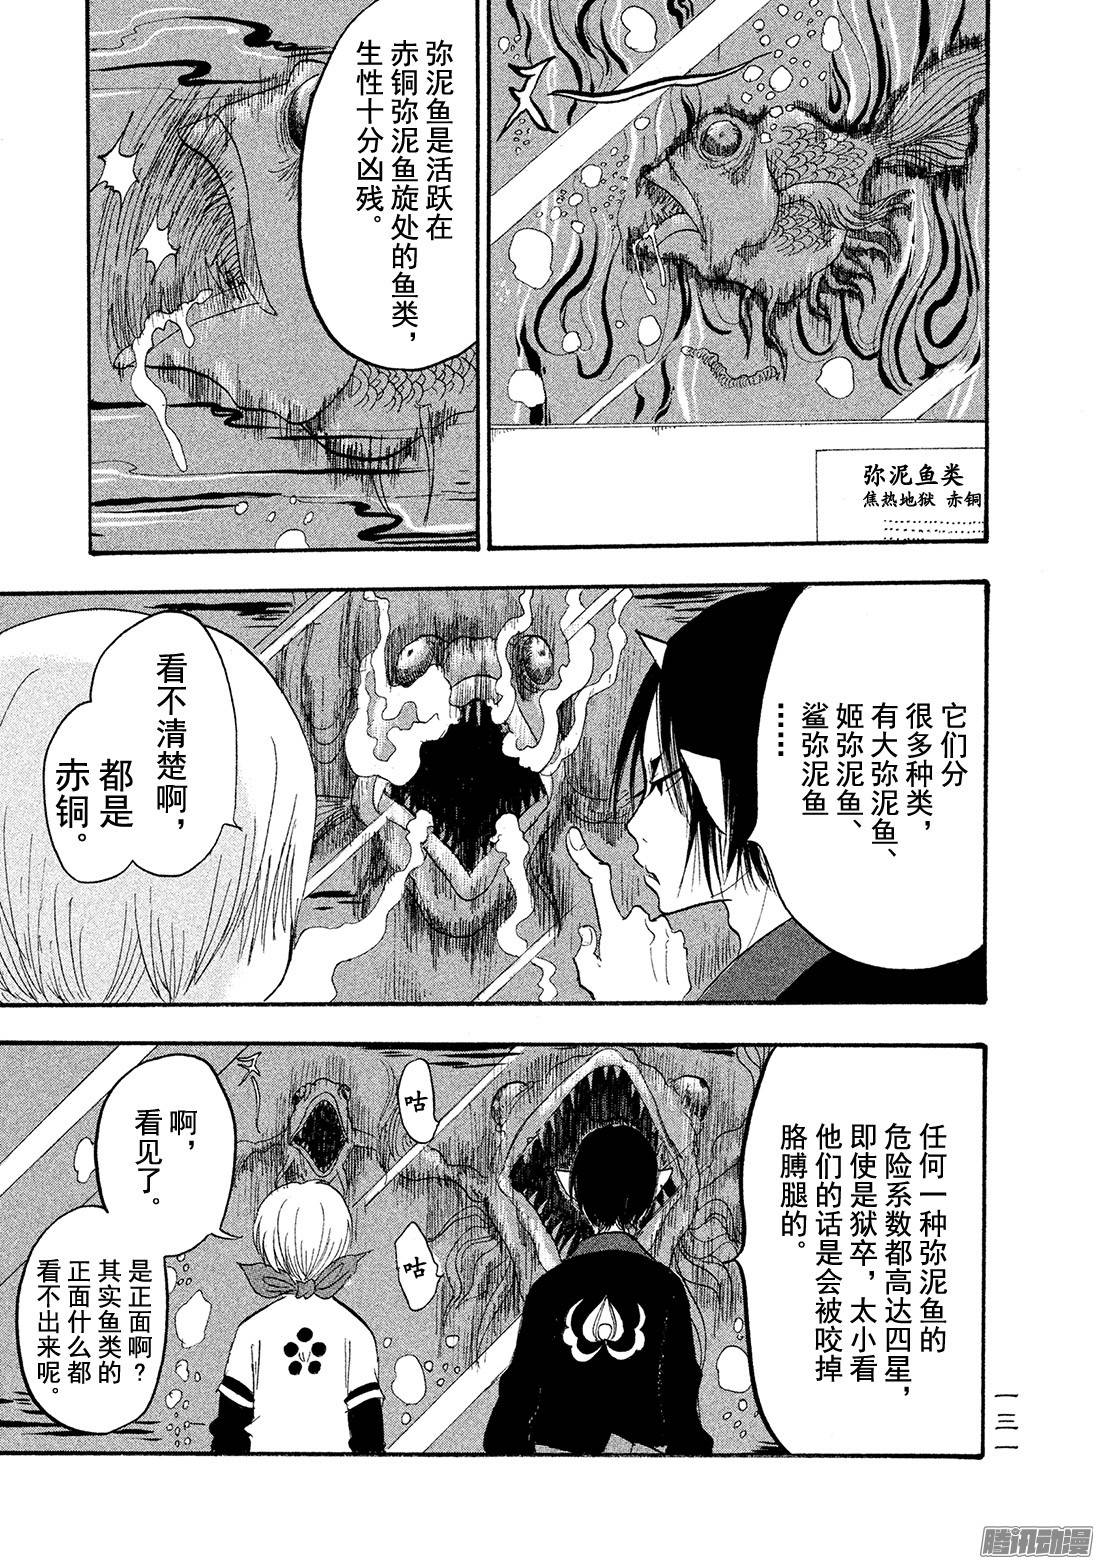 弥泥鱼类
焦热地狱 赤铜
弥泥鱼是活跃在
赤铜弥泥鱼旋处的鱼类，
生性十分凶残。
它们分
很多种类，
有大弥泥鱼、
姬弥泥鱼、
鲨弥泥鱼
……
看不清楚啊，
都是
赤铜。
任何一种弥泥鱼的
危险系数都高达四星，
即使是狱卒，太小看
他们的话是会被咬掉
胳膊腿的。
咕
咕
啊，
看见了。
是正面啊？
其实鱼类的
正面什么都
看不出来呢。
一三一
腾讯动漫